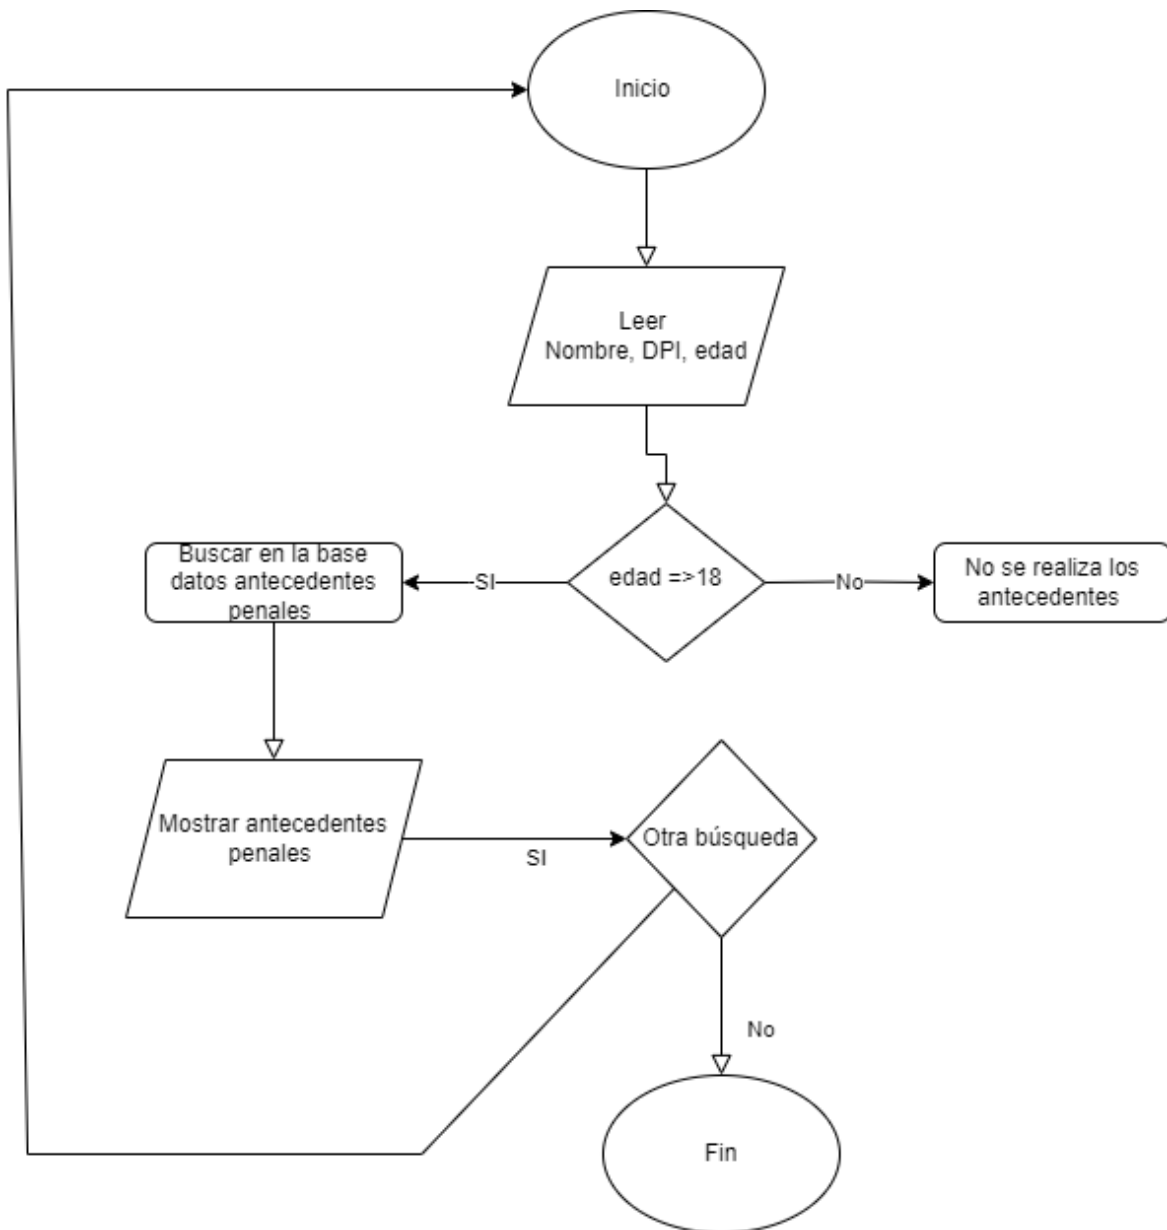 Inicio
Leer
Nombre, DPI, edad
edad =>18
SI
No
Buscar en la base
datos antecedentes
penales
No se realiza los
antecedentes
Mostrar antecedentes
penales
SI
Otra búsqueda
No
Fin